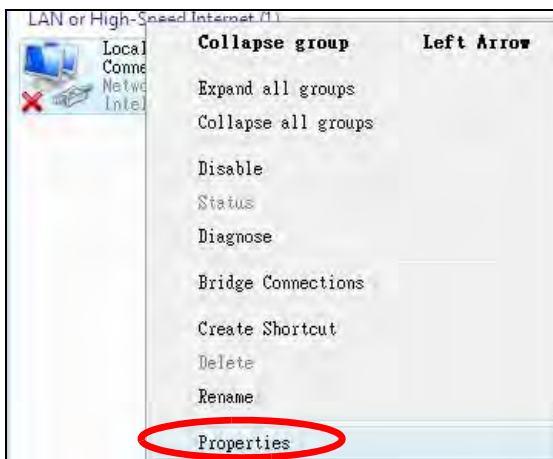 LAN or High-Speed Internet (1)
Local
Conne
Netwo
Intel
Collapse group Left Arrow
Expand all groups
Collapse all groups
Disable
Status
Diagnose
Bridge Connections
Create Shortcut
Delete
Rename
Properties